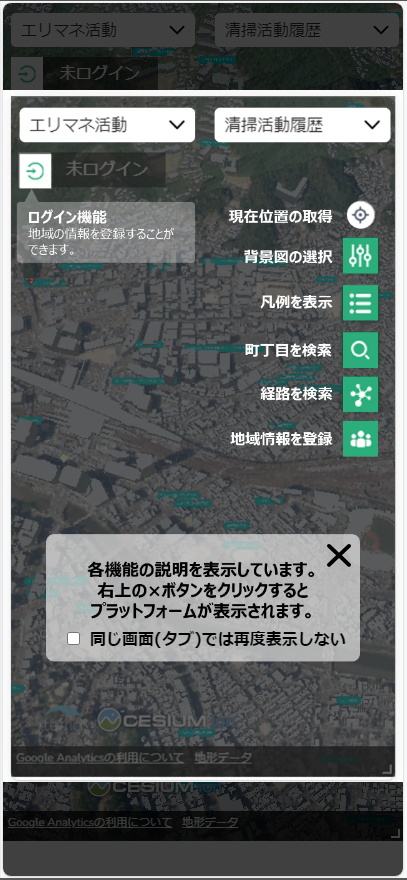 エリマネ活動
清掃活動履歴
未ログイン
エリマネ活動
清掃活動履歴
未ログイン
ログイン機能
地域の情報を登録することが
できます。
現在位置の取得
背景図の選択
凡例を表示
町丁目を検索
経路を検索
地域情報を登録
各機能の説明を表示しています。
右上の×ボタンをクリックすると
プラットフォームが表示されます。
同じ画面(タブ)では再度表示しない
CESIUM ion
Google Analyticsの利用について 地形データ
CESIUM ion
Google Analyticsの利用について 地形データ